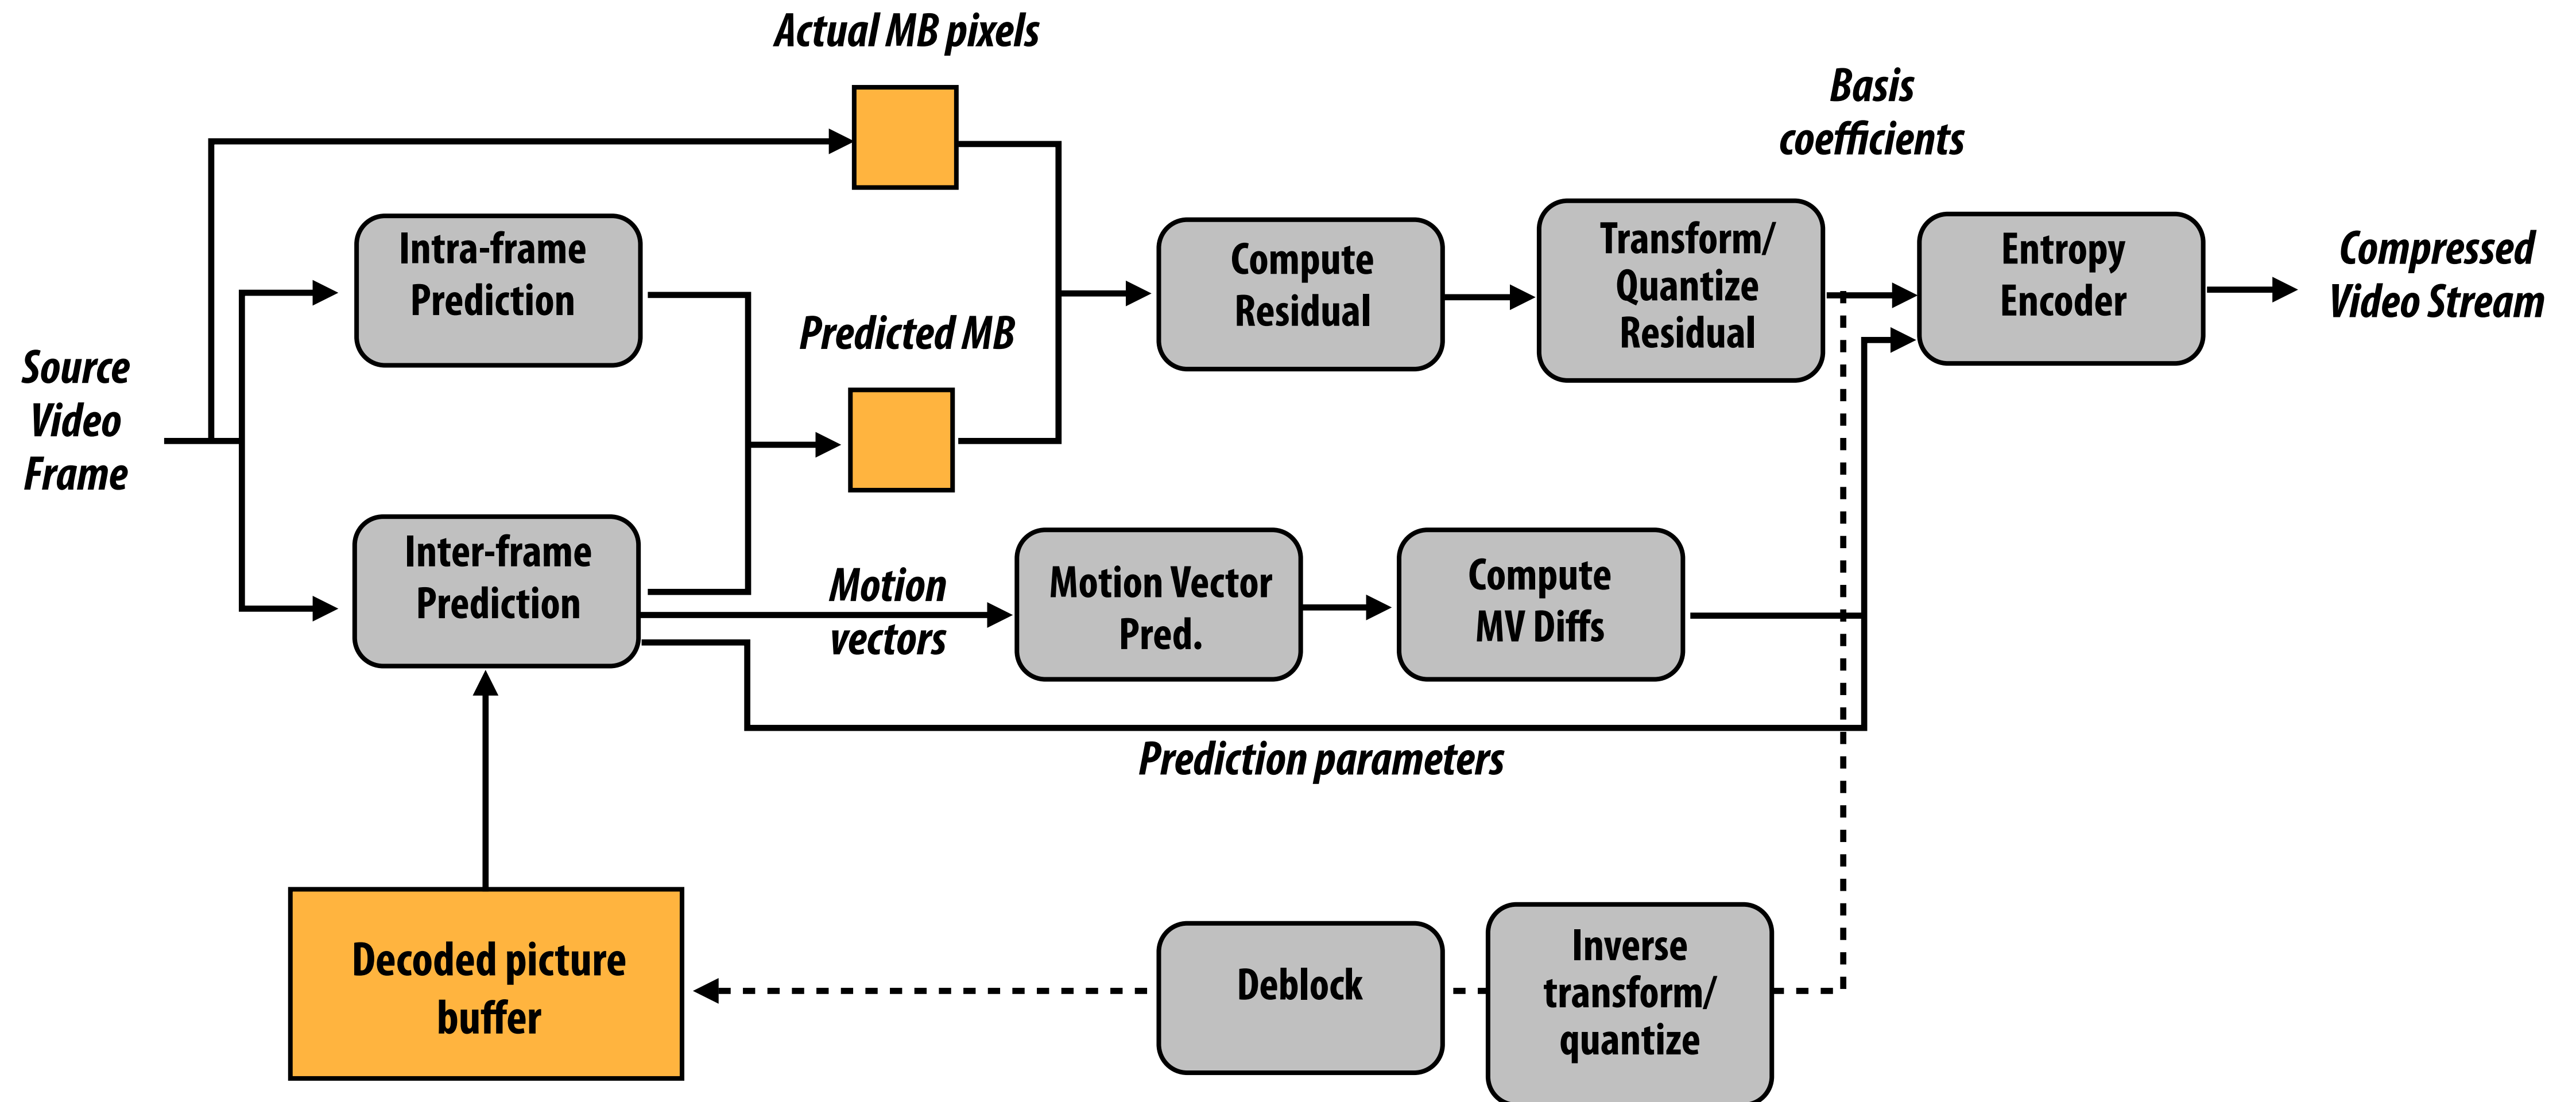 Actual MB pixels
Basis
coefficients
Intra-frame
Prediction
Compute
Residual
Transform/
Quantize
Residual
Entropy
Encoder
Compressed
Video Stream
Predicted MB
Source
Video
Frame
Inter-frame
Prediction
Motion
vectors
Motion Vector
Pred.
Compute
MV Diffs
Prediction parameters
Decoded picture
buffer
Deblock
Inverse
transform/
quantize